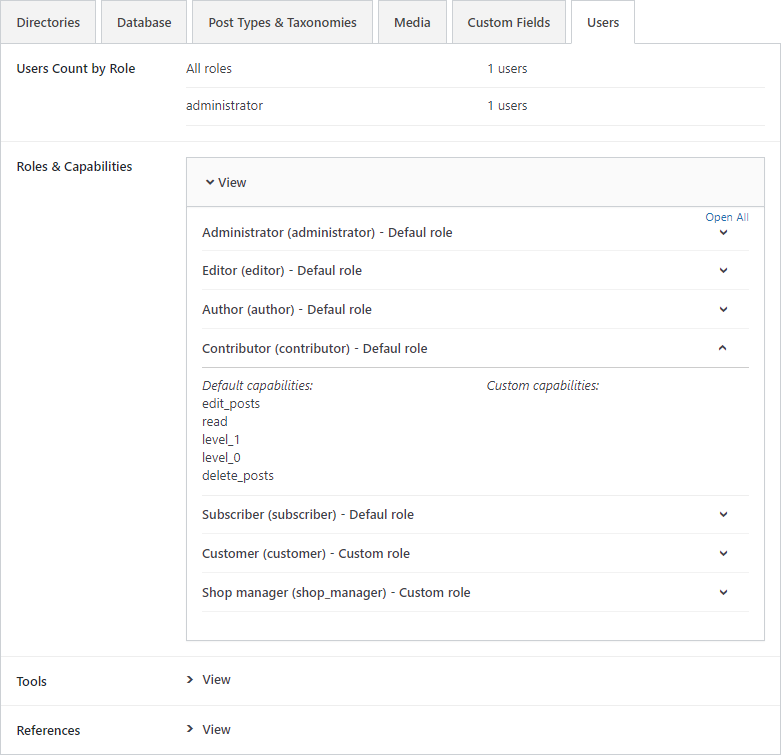 Directories Database Post Types & Taxonomies Media Custom Fields Users
Users Count by Role All roles 1 users
administrator 1 users
Roles & Capabilities
View
Open All
Administrator (administrator) - Defaul role
Editor (editor) - Defaul role
Author (author) - Defaul role
Contributor (contributor) - Defaul role
Default capabilities: Custom capabilities:
edit_posts
read
level_1
level_0
delete_posts
Subscriber (subscriber) - Defaul role
Customer (customer) - Custom role
Shop manager (shop_manager) - Custom role
Tools View
References View